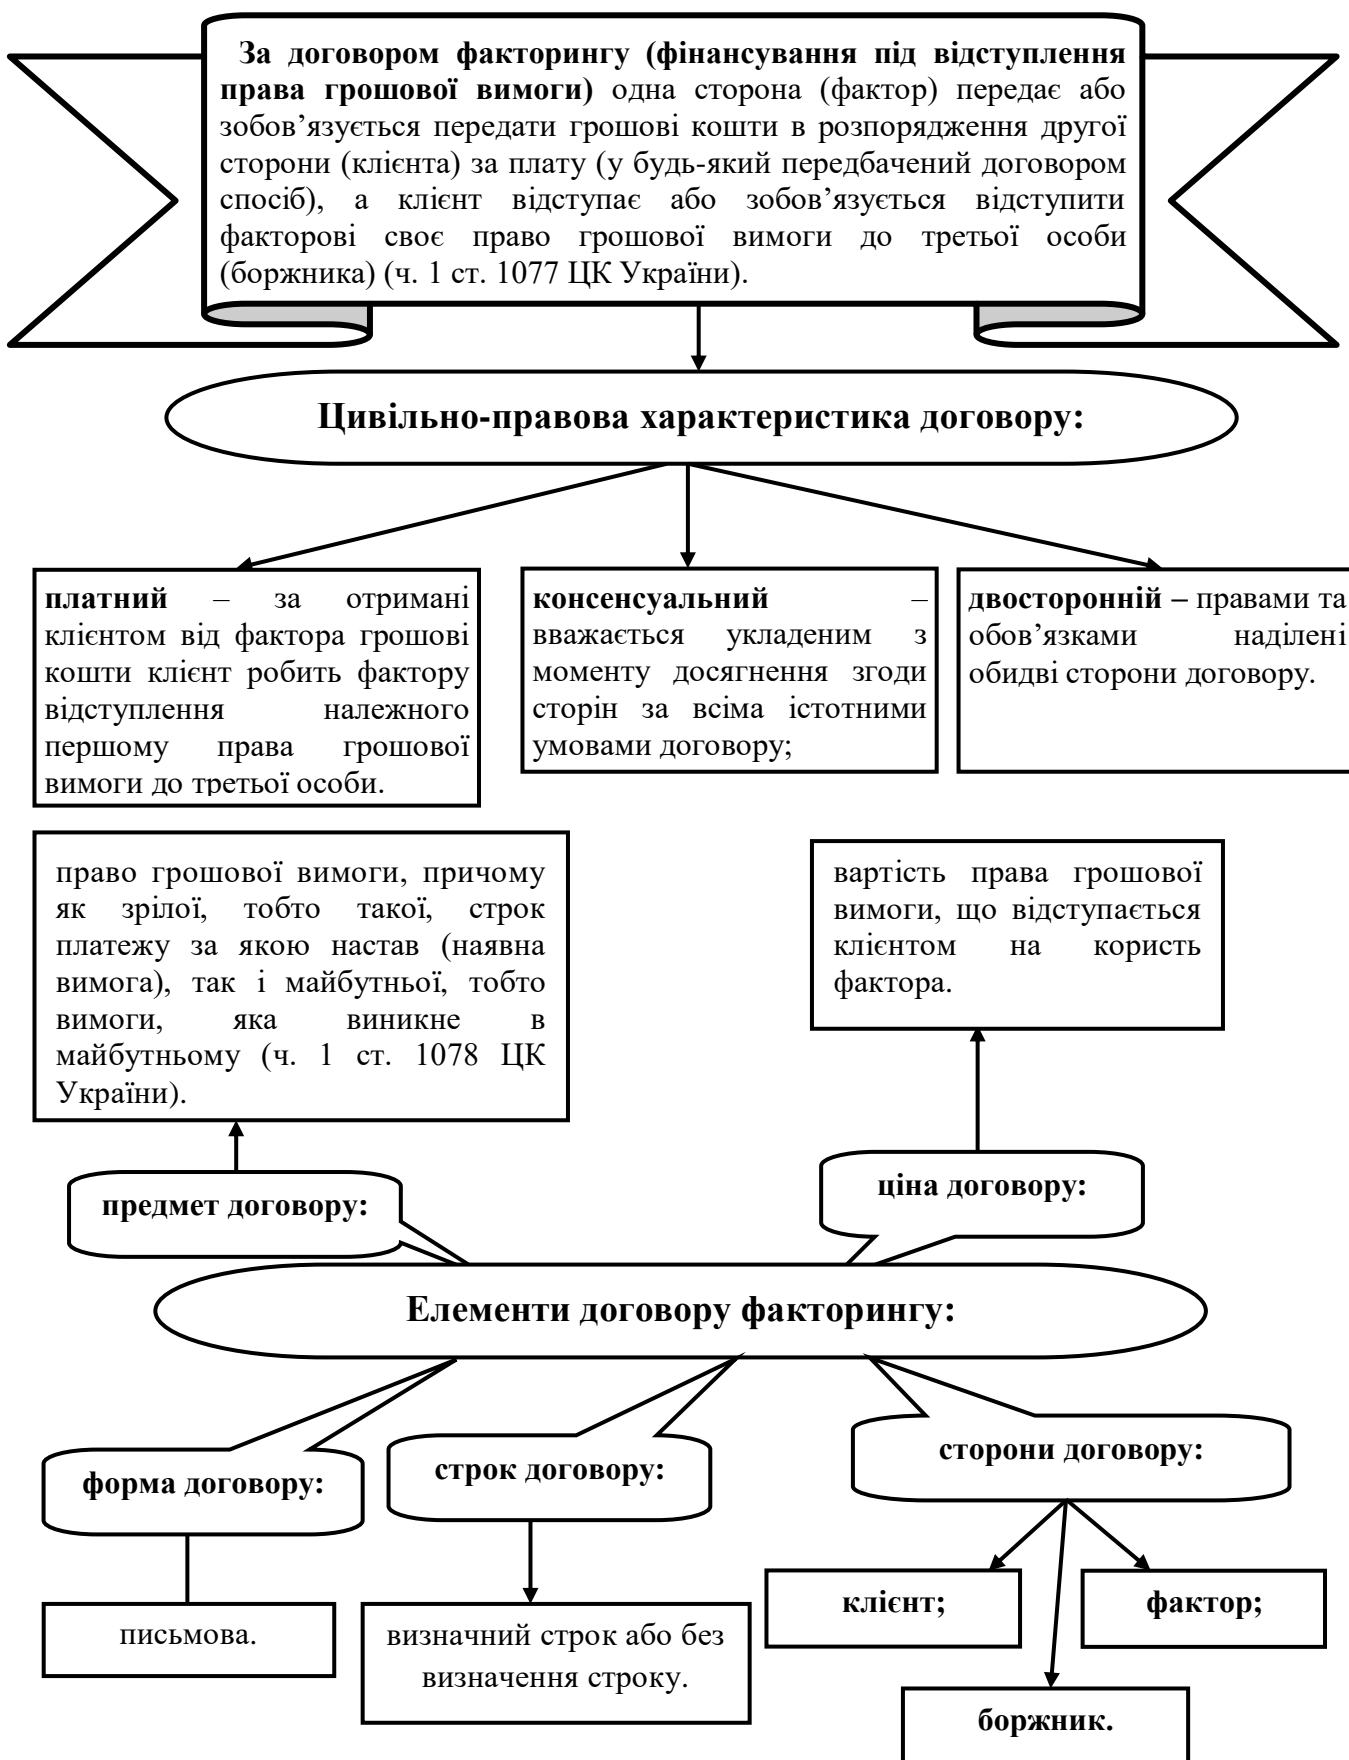 За договором факторингу (фінансування під відступлення
права грошової вимоги) одна сторона (фактор) передає або
зобов’язується передати грошові кошти в розпорядження другої
сторони (клієнта) за плату (у будь-який передбачений договором
спосіб), а клієнт відступає або зобов’язується відступити
факторові своє право грошової вимоги до третьої особи
(боржника) (ч. 1 ст. 1077 ЦК України).
Цивільно-правова характеристика договору:
платний – за отримані
клієнтом від фактора грошові
кошти клієнт робить фактору
відступлення належного
першому права грошової
вимоги до третьої особи.
консенсуальний –
вважається укладеним з
моменту досягнення згоди
сторін за всіма істотними
умовами договору;
двосторонній – правами та
обов’язками наділені
обидві сторони договору.
право грошової вимоги, причому
як зрілої, тобто такої, строк
платежу за якою настав (наявна
вимога), так і майбутньої, тобто
вимоги, яка виникне в
майбутньому (ч. 1 ст. 1078 ЦК
України).
вартість права грошової
вимоги, що відступається
клієнтом на користь
фактора.
предмет договору:
ціна договору:
Елементи договору факторингу:
форма договору:
строк договору:
сторони договору:
письмова.
визначний строк або без
визначення строку.
клієнт;
фактор;
боржник.